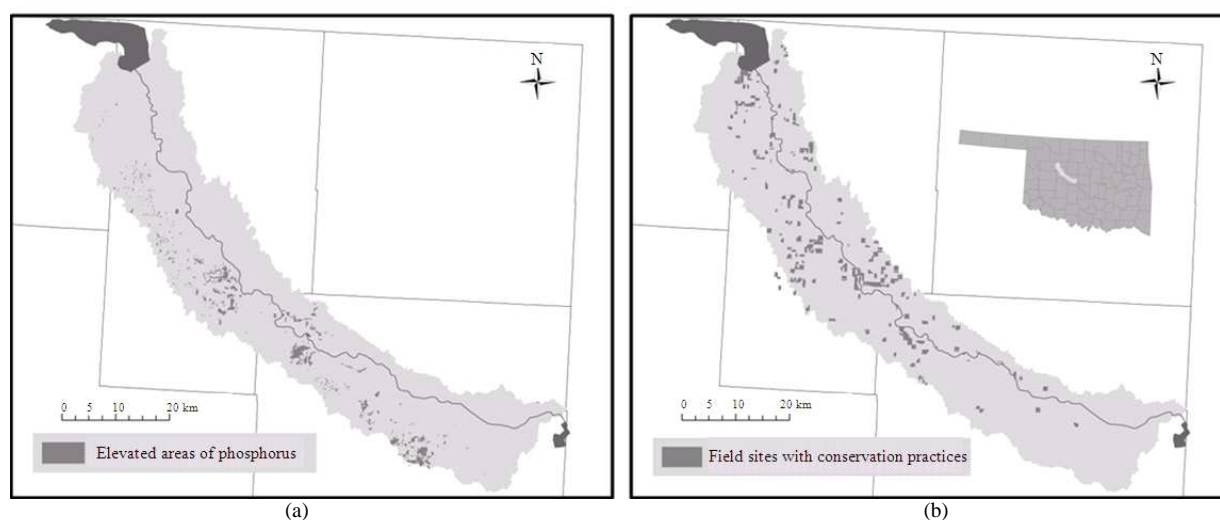 N
0 5 10 20 km
Elevated areas of phosphorus
(a)
N
0 5 10 20 km
Field sites with conservation practices
(b)